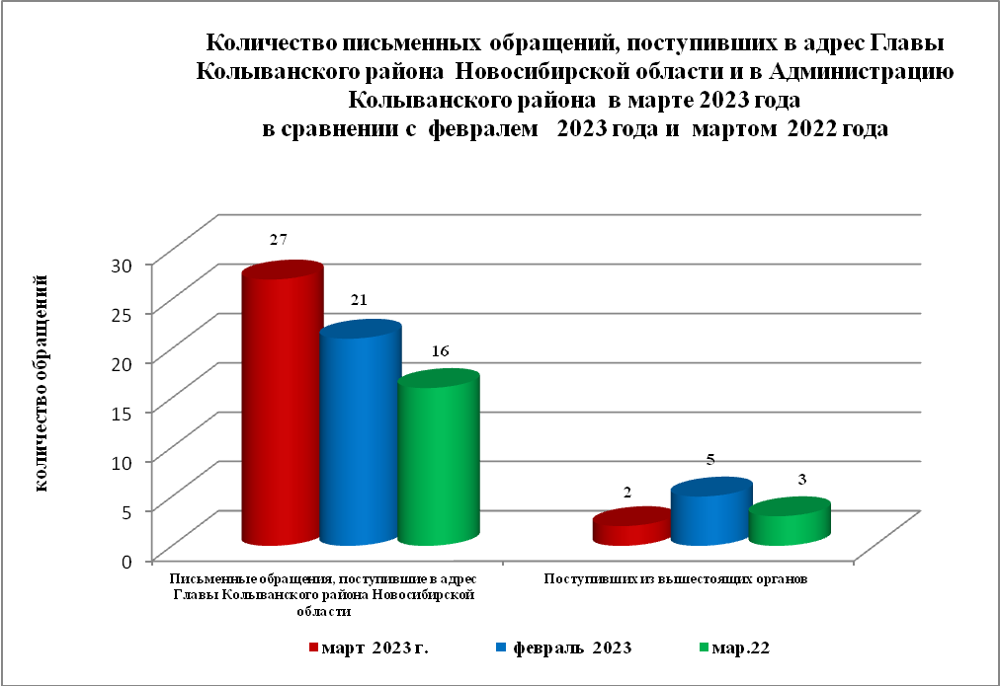 Количество письменных обращений, поступивших в адрес Главы
Колыванского района Новосибирской области и в Администрацию
Колыванского района в марте 2023 года
в сравнении с февралем 2023 года и мартом 2022 года
количество обращений
30
25
20
15
10
5
0
27
21
16
2
5
3
Письменные обращения, поступившие в адрес
Главы Колыванского района Новосибирской
области
Поступивших из вышестоящих органов
март 2023 г.
февраль 2023
мар.22